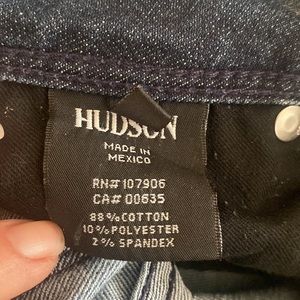 HUDSON
MADE IN
MEXICO
RN#107906
CA# 00635
88%COTTON
10%POLYESTER
2% SPANDEX